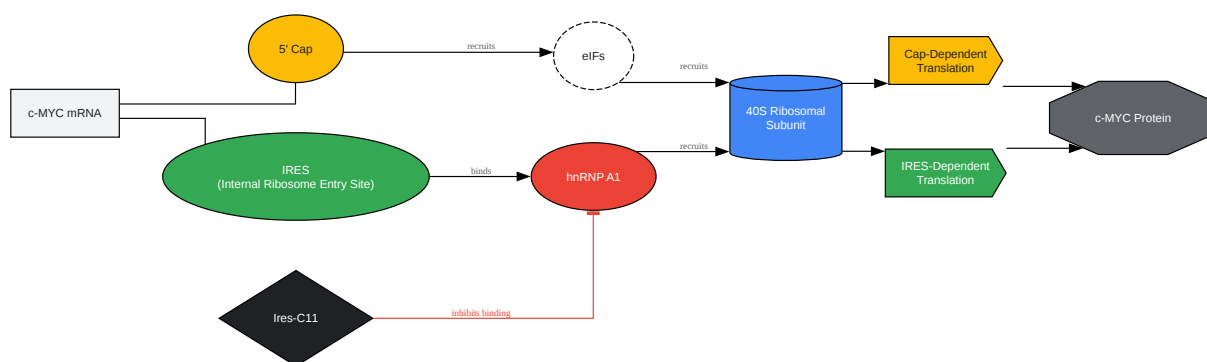 5' Cap
recruits
eIFs
recruits
Cap-Dependent
Translation
c-MYC mRNA
40S Ribosomal
Subunit
c-MYC Protein
IRES
(Internal Ribosome Entry Site)
binds
hnRNP A1
recruits
IRES-Dependent
Translation
Ires-C11
inhibits binding